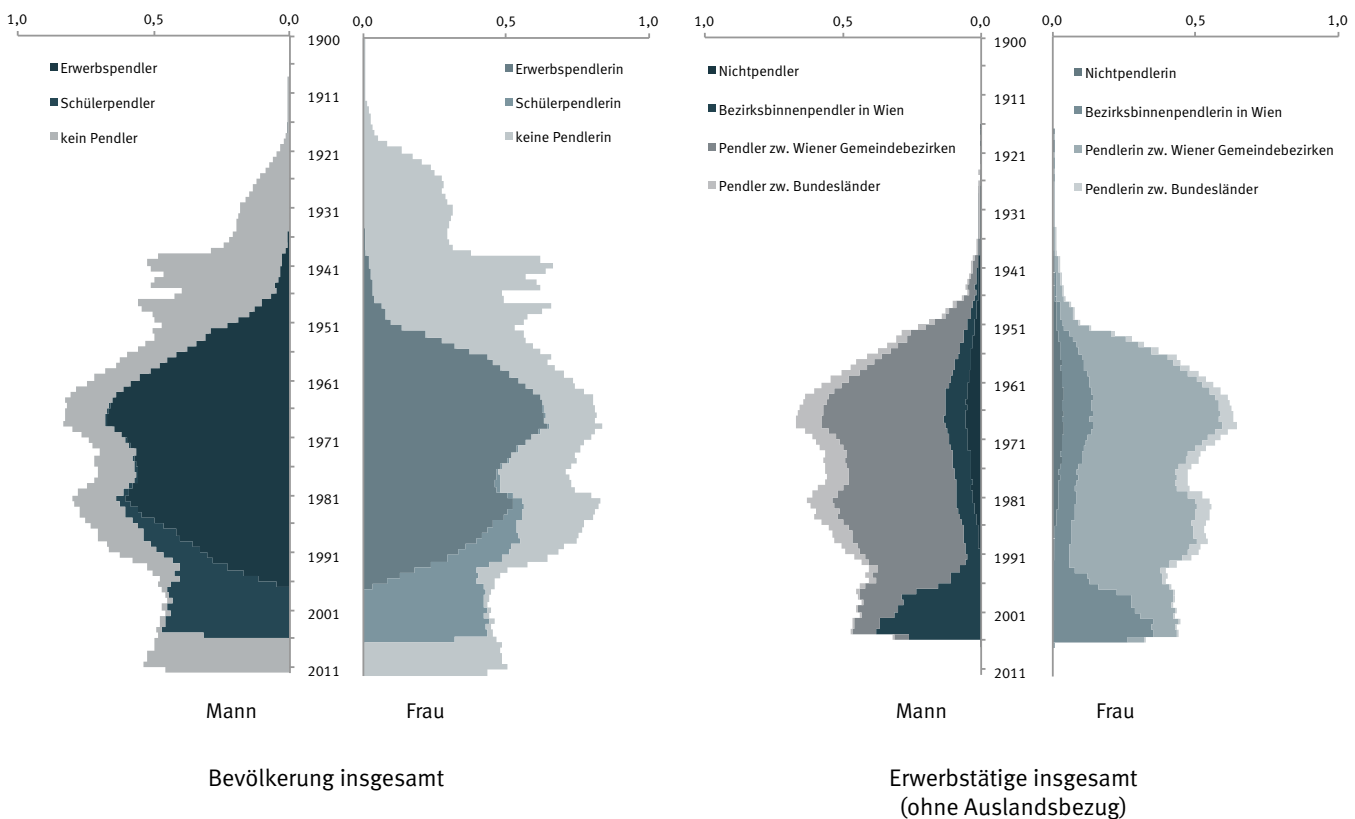 1,0 0,5 0,0
0,0 0,5 1,0
1900
1911
1921
1931
1941
1951
1961
1971
1981
1991
2001
2011
Erwerbspendler
Schülerpendler
kein Pendler
Erwerbspendlerin
Schülerpendlerin
keine Pendlerin
Mann
Frau
Bevölkerung insgesamt
1,0 0,5 0,0
0,0 0,5 1,0
1900
1911
1921
1931
1941
1951
1961
1971
1981
1991
2001
2011
Nichtpendler
Bezirksbinnenpendler in Wien
Pendler zw. Wiener Gemeindebezirken
Pendler zw. Bundesländer
Nichtpendlerin
Bezirksbinnenpendlerin in Wien
Pendlerin zw. Wiener Gemeindebezirken
Pendlerin zw. Bundesländer
Mann
Frau
Erwerbstätige insgesamt
(ohne Auslandsbezug)